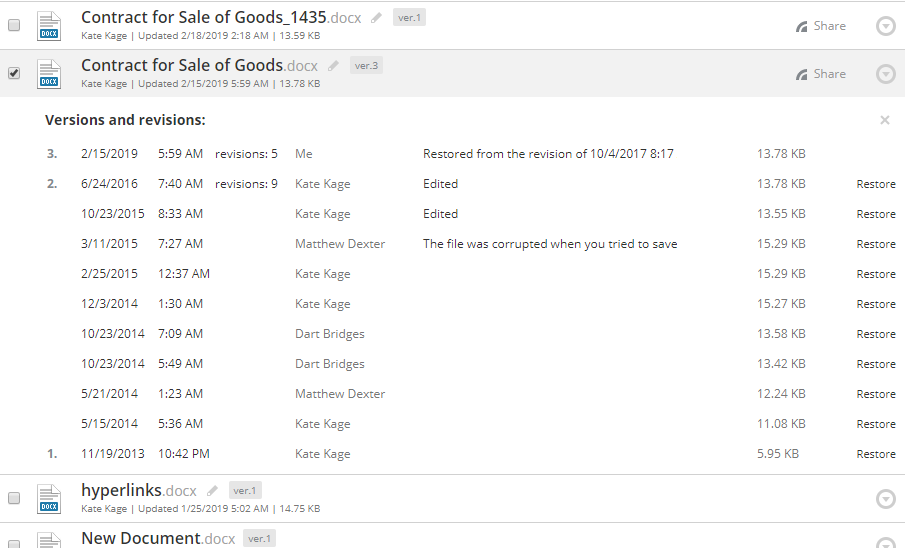 Contract for Sale of Goods_1435.docx ver.1
DOCX Kate Kage | Updated 2/18/2019 2:18 AM | 13.59 KB Share
Contract for Sale of Goods.docx ver.3
DOCX Kate Kage | Updated 2/15/2019 5:59 AM | 13.78 KB Share
Versions and revisions:
3. 2/15/2019 5:59 AM revisions: 5 Me Restored from the revision of 10/4/2017 8:17 13.78 KB
2. 6/24/2016 7:40 AM revisions: 9 Kate Kage Edited 13.78 KB Restore
10/23/2015 8:33 AM Kate Kage Edited 13.55 KB Restore
3/11/2015 7:27 AM Matthew Dexter The file was corrupted when you tried to save 15.29 KB Restore
2/25/2015 12:37 AM Kate Kage 15.29 KB Restore
12/3/2014 1:30 AM Kate Kage 15.27 KB Restore
10/23/2014 7:09 AM Dart Bridges 13.58 KB Restore
10/23/2014 5:49 AM Dart Bridges 13.42 KB Restore
5/21/2014 1:23 AM Matthew Dexter 12.24 KB Restore
5/15/2014 5:36 AM Kate Kage 11.08 KB Restore
1. 11/19/2013 10:42 PM Kate Kage 5.95 KB Restore
hyperlinks.docx ver.1
DOCX Kate Kage | Updated 1/25/2019 5:02 AM | 14.75 KB
New Document.docx ver.1